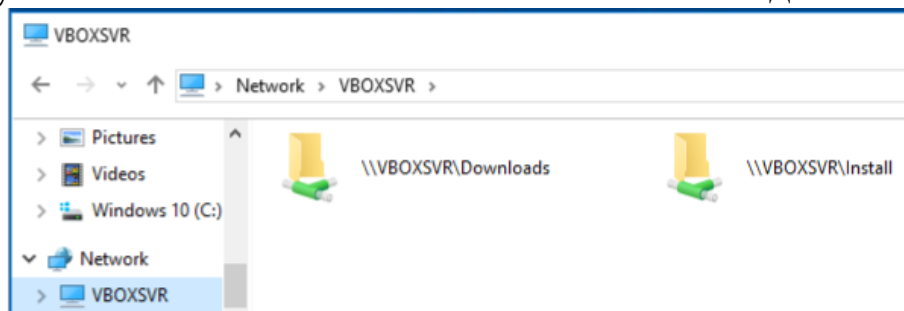 VBOXSVR
Network > VBOXSVR >
Pictures
Videos
Windows 10 (C:)
Network
VBOXSVR
\\VBOXSVR\Downloads
\\VBOXSVR\Install